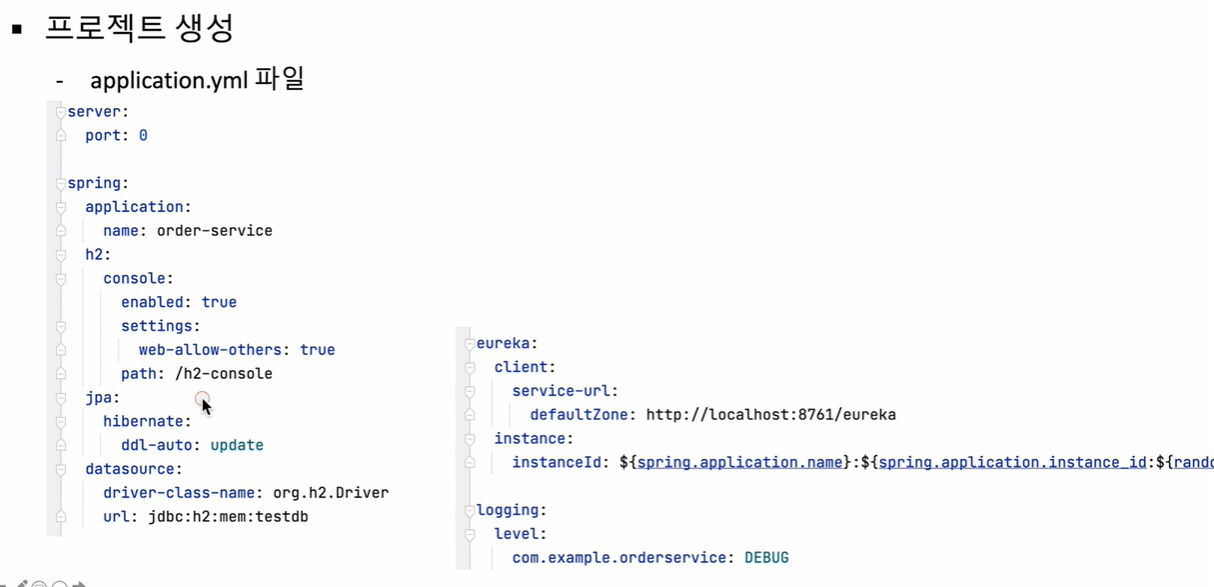 ▪ 프로젝트 생성
- application.yml 파일
server:
  port: 0
spring:
  application:
    name: order-service
  h2:
    console:
      enabled: true
      settings:
        web-allow-others: true
      path: /h2-console
  jpa:
    hibernate:
      ddl-auto: update
  datasource:
    driver-class-name: org.h2.Driver
    url: jdbc:h2:mem:testdb
eureka:
  client:
    service-url:
      defaultZone: http://localhost:8761/eureka
  instance:
    instanceId: ${spring.application.name}:${spring.application.instance_id:${
logging:
  level:
    com.example.orderservice: DEBUG